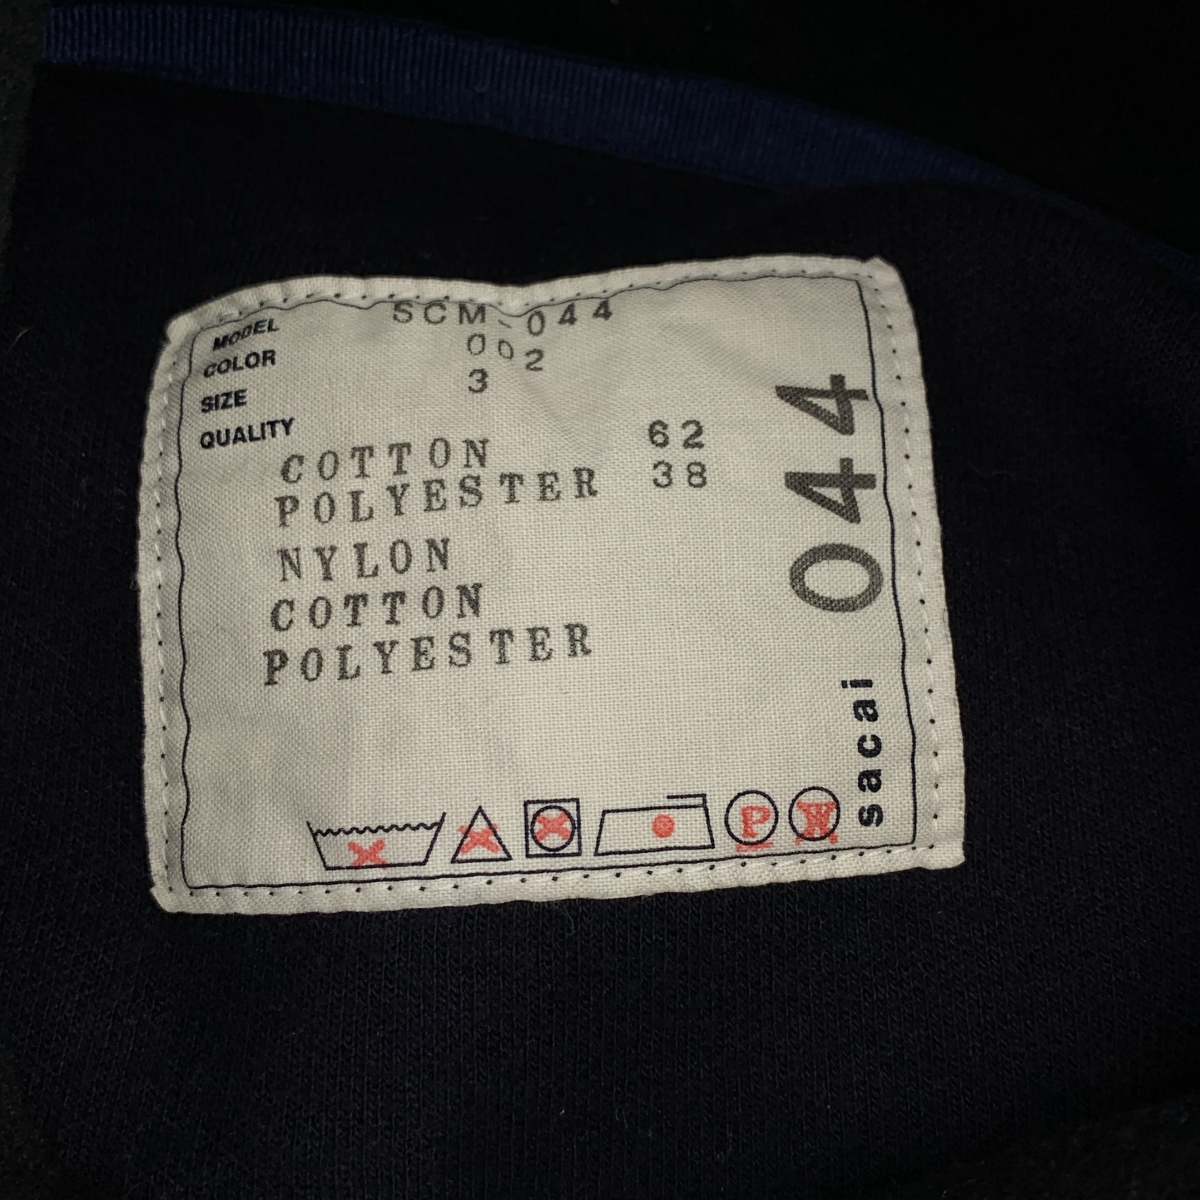 MODEL SCM-044
COLOR 002
SIZE 3
QUALITY
COTTON 62
POLYESTER 38
NYLON
COTTON
POLYESTER
P W
sacai 044